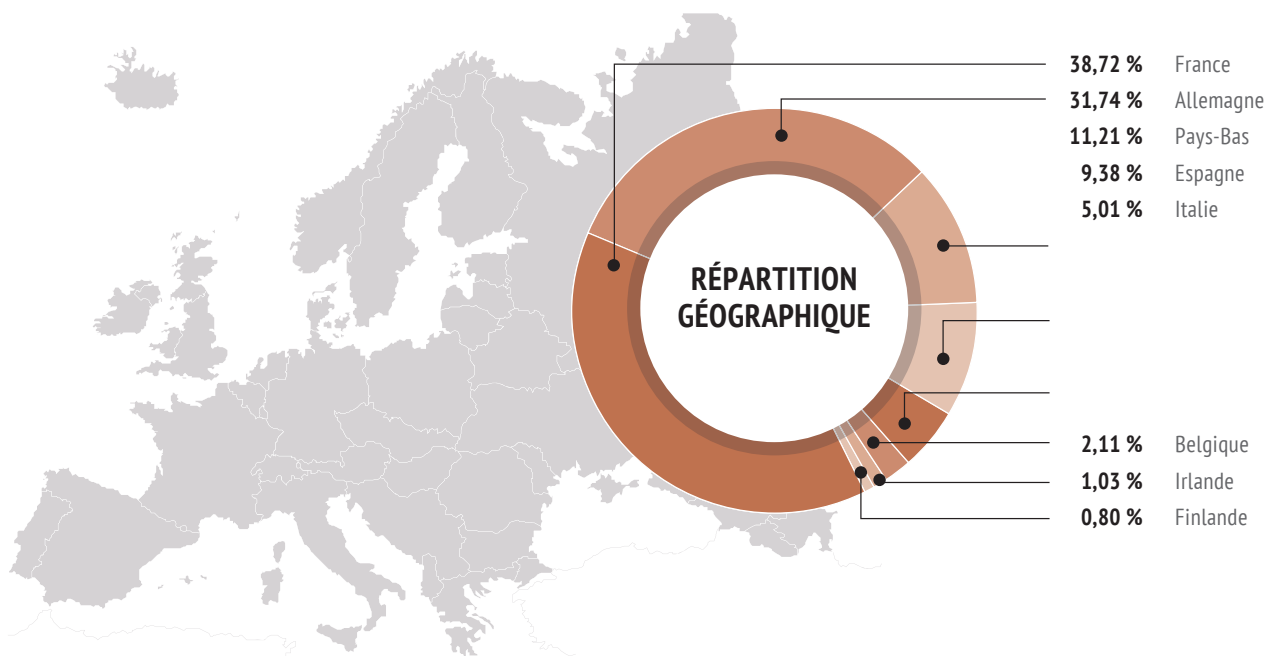 38,72 % France
31,74 % Allemagne
11,21 % Pays-Bas
9,38 % Espagne
5,01 % Italie
RÉPARTITION
GÉOGRAPHIQUE
2,11 % Belgique
1,03 % Irlande
0,80 % Finlande